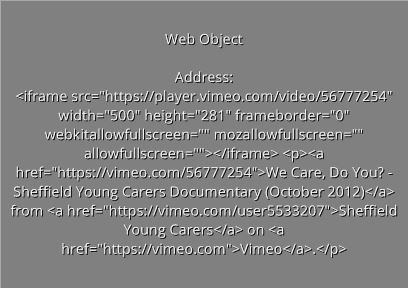 Web Object
Address:
<iframe src="https://player.vimeo.com/video/56777254"
width="500" height="281" frameborder="0"
webkitallowfullscreen="" mozallowfullscreen=""
allowfullscreen=""></iframe> <p><a
href="https://vimeo.com/56777254">We Care, Do You? -
Sheffield Young Carers Documentary (October 2012)</a>
from <a href="https://vimeo.com/user5533207">Sheffield
Young Carers</a> on <a
href="https://vimeo.com">Vimeo</a>.</p>